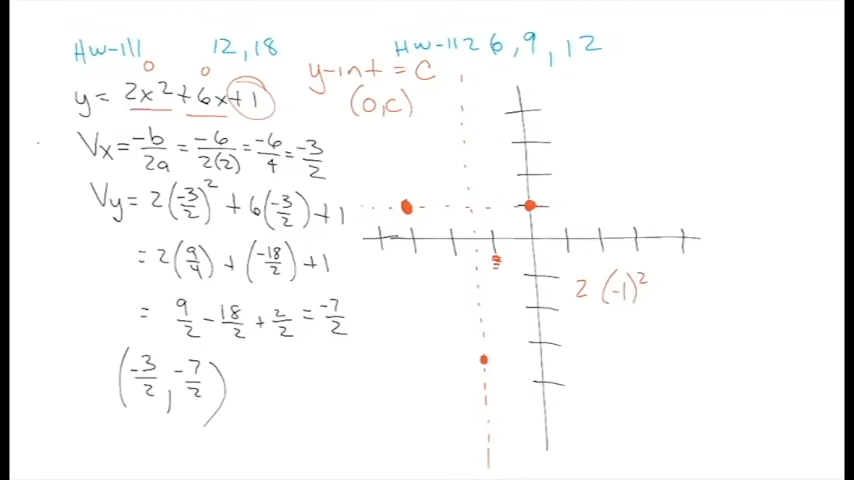 HW-111 12,18 HW-112 6,9,12
0 0
y = 2x²+6x+1
y-int = C
(0,C)
Vx = -b/2a = -6/2(2) = -6/4 = -3/2
Vy = 2(-3/2)² + 6(-3/2) + 1
= 2(9/4) + (-18/2) + 1
= 9/2 - 18/2 + 2/2 = -7/2
(-3/2, -7/2)
2(-1)²